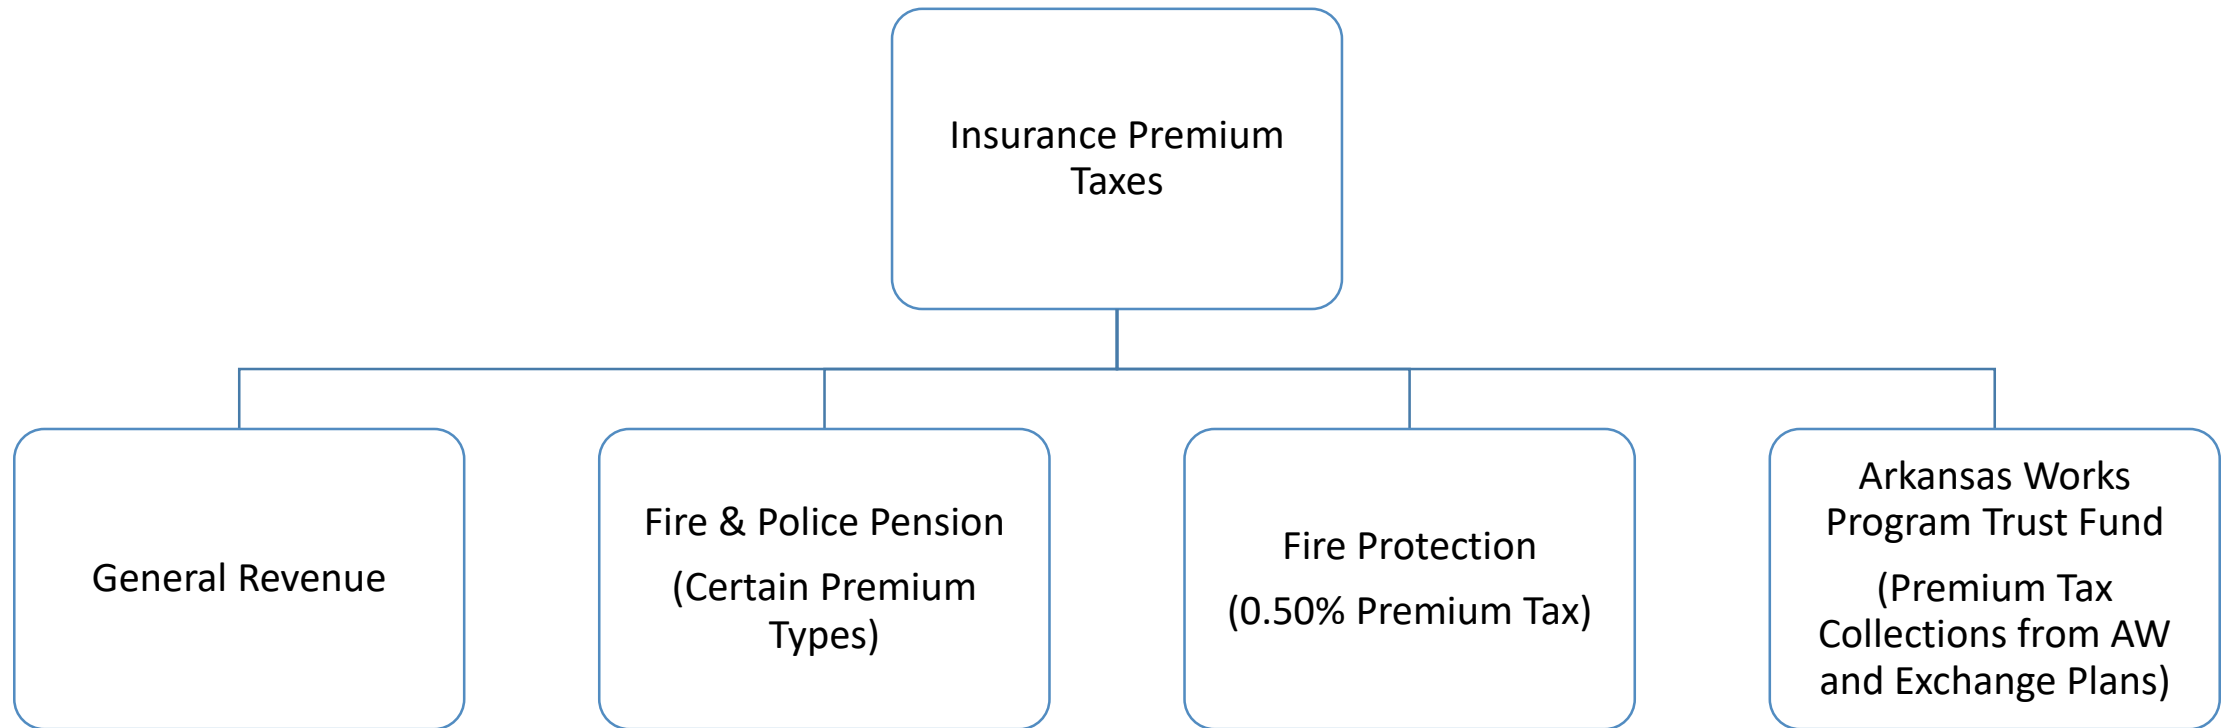 Insurance Premium
Taxes
General Revenue
Fire & Police Pension
(Certain Premium
Types)
Fire Protection
(0.50% Premium Tax)
Arkansas Works
Program Trust Fund
(Premium Tax
Collections from AW
and Exchange Plans)